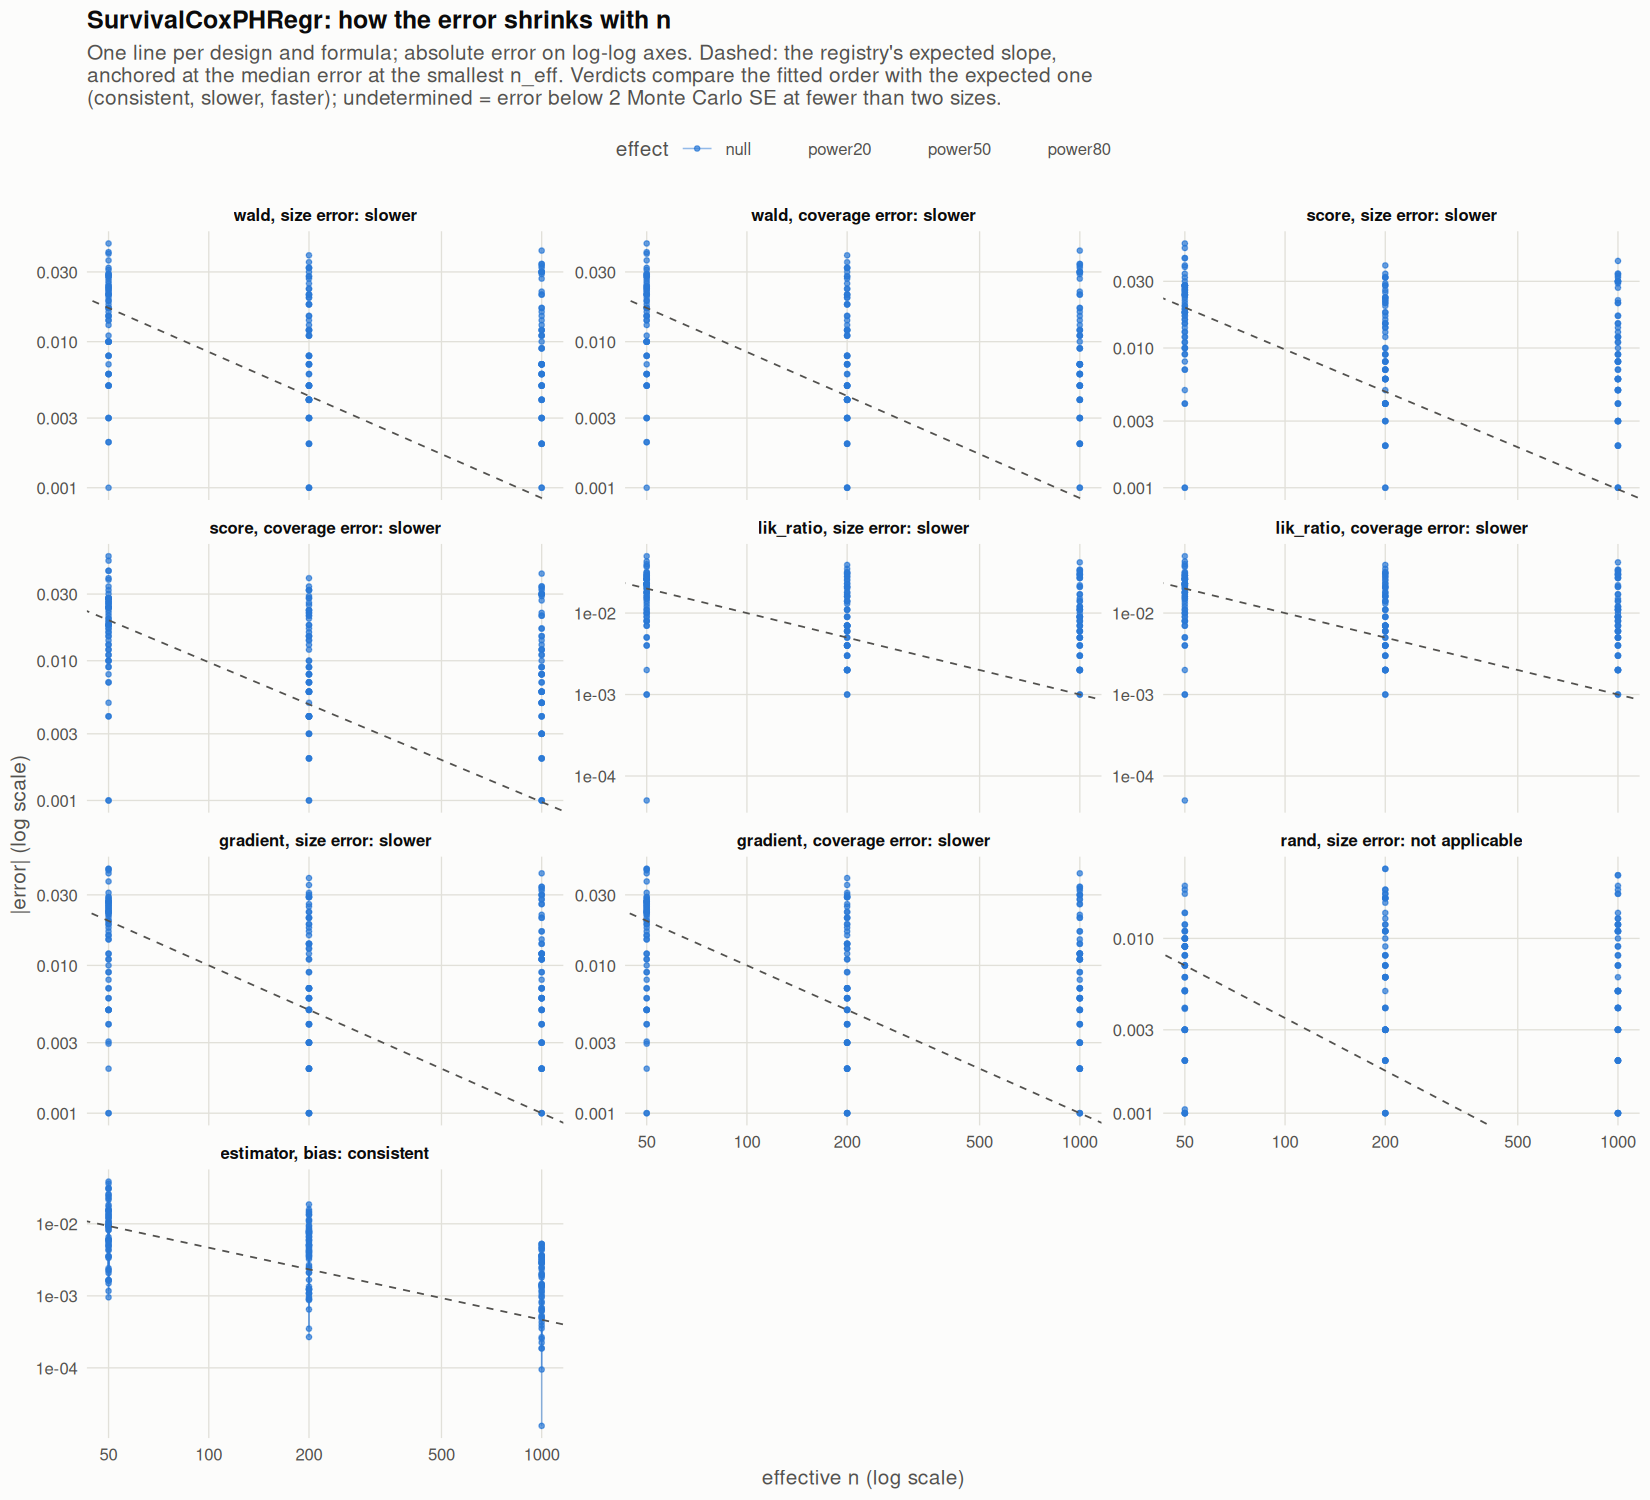 SurvivalCoxPHRegr: how the error shrinks with n
One line per design and formula; absolute error on log-log axes. Dashed: the registry's expected slope,
anchored at the median error at the smallest n_eff. Verdicts compare the fitted order with the expected one
(consistent, slower, faster); undetermined = error below 2 Monte Carlo SE at fewer than two sizes.
effect null power20 power50 power80
wald, size error: slower
wald, coverage error: slower
score, size error: slower
0.030
0.010
0.003
0.001
0.030
0.010
0.003
0.001
0.030
0.010
0.003
0.001
score, coverage error: slower
lik_ratio, size error: slower
lik_ratio, coverage error: slower
0.030
0.010
0.003
0.001
1e-02
1e-03
1e-04
1e-02
1e-03
1e-04
gradient, size error: slower
gradient, coverage error: slower
rand, size error: not applicable
0.030
0.010
0.003
0.001
0.030
0.010
0.003
0.001
50 100 200 500 1000
0.010
0.003
0.001
50 100 200 500 1000
estimator, bias: consistent
1e-02
1e-03
1e-04
50 100 200 500 1000
|error| (log scale)
effective n (log scale)